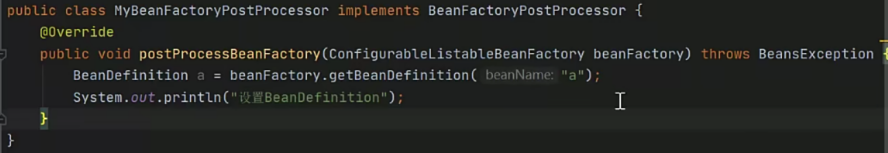 public class MyBeanFactoryPostProcessor implements BeanFactoryPostProcessor {
@Override
public void postProcessBeanFactory(ConfigurableListableBeanFactory beanFactory) throws BeansException {
BeanDefinition a = beanFactory.getBeanDefinition( beanName: "a");
System.out.println("设置BeanDefinition");
}
}